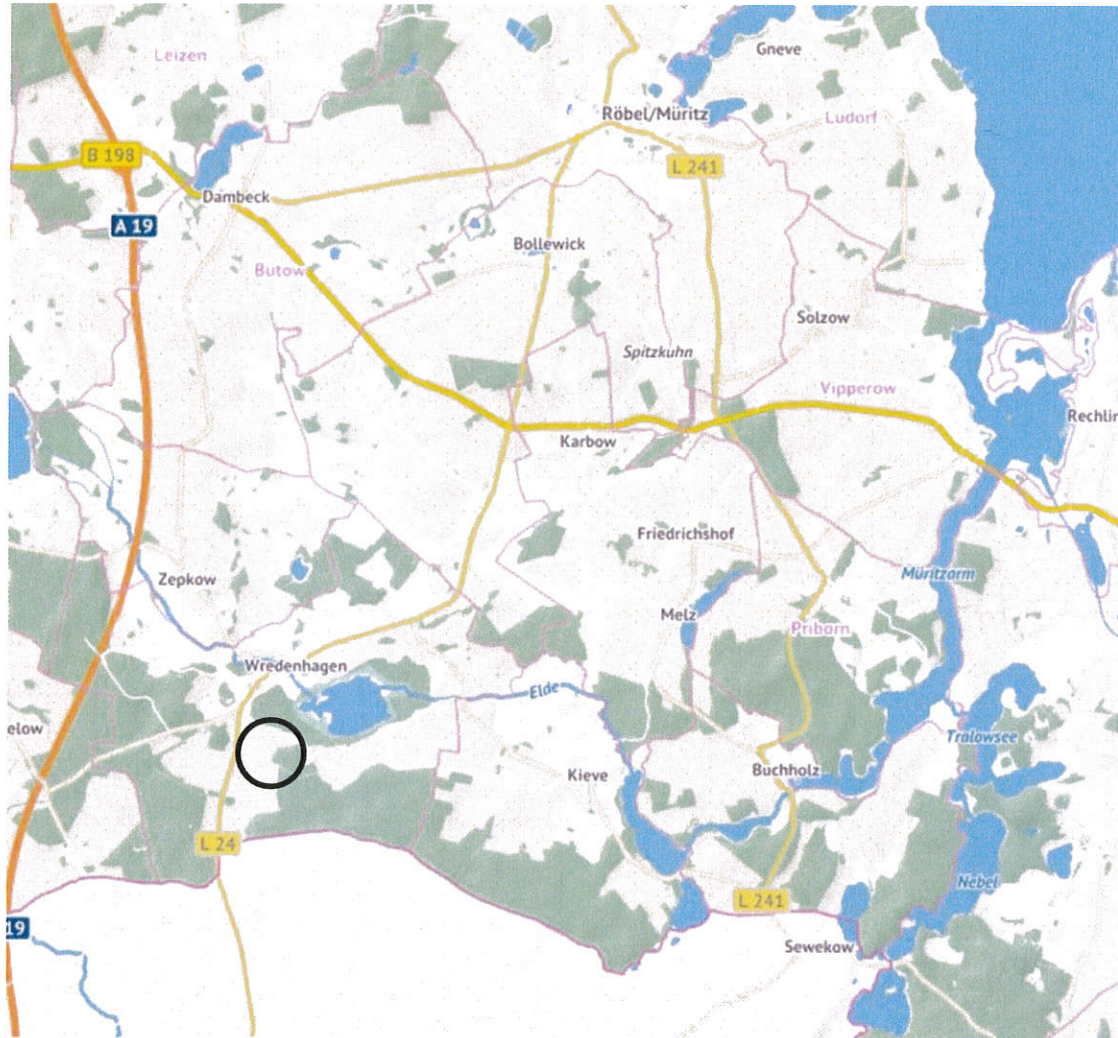 Leizen
Gneve
Röbel/Müritz
Ludorf
B 198
L 241
Dambeck
A 19
Bollewick
Butow
Solzow
Spitzkuhn
Vipperow
Rechlin
Karbow
Friedrichshof
Zepkow
Müritzarm
Melz
Priborn
Wredenhagen
Elde
elow
Tralowsee
Kieve
Buchholz
L 24
Nebel
L 241
19
Sewekow